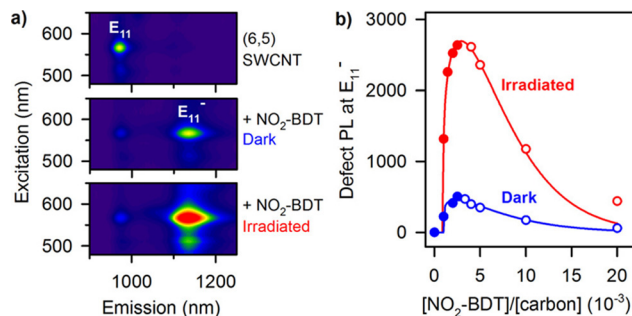 a)
E11
(6,5)
SWCNT
E11-
+ NO2-BDT
Dark
+ NO2-BDT
Irradiated
Excitation (nm)
600
500
600
500
600
500
1000
1200
Emission (nm)
b)
Defect PL at E11-
3000
2000
1000
0
Irradiated
Dark
0
5
10
15
20
[NO2-BDT]/[carbon] (10-3)